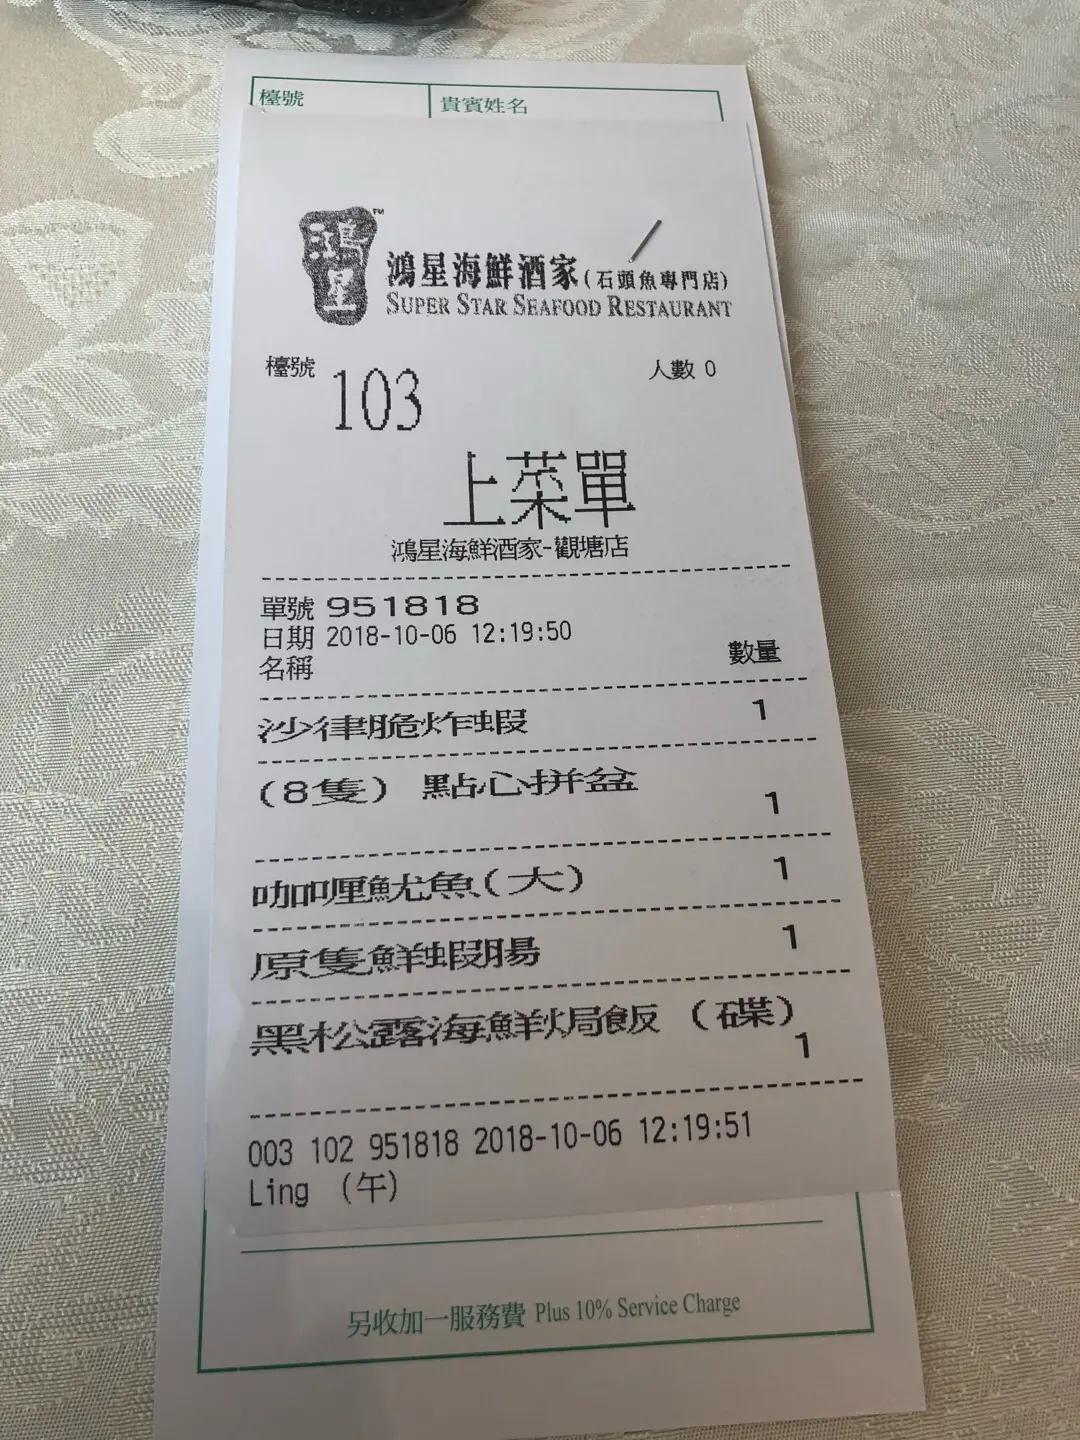 檯號 貴賓姓名
鴻星 TM
鴻星海鮮酒家(石頭魚專門店)
SUPER STAR SEAFOOD RESTAURANT
檯號 103 人數 0
上菜單
鴻星海鮮酒家-觀塘店
單號 951818
日期 2018-10-06 12:19:50
名稱 數量
沙律脆炸蝦 1
(8隻) 點心拼盆
1
咖喱魷魚(大) 1
原隻鮮蝦腸 1
黑松露海鮮焗飯 (碟)
1
003 102 951818 2018-10-06 12:19:51
Ling (午)
另收加一服務費 Plus 10% Service Charge